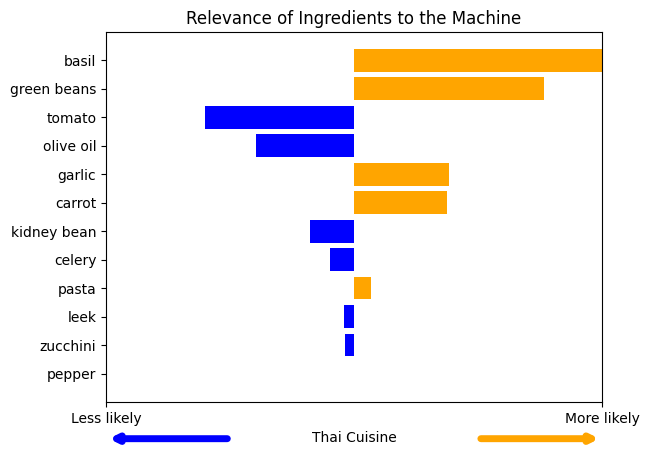 Relevance of Ingredients to the Machine
basil
green beans
tomato
olive oil
garlic
carrot
kidney bean
celery
pasta
leek
zucchini
pepper
Less likely
More likely
Thai Cuisine